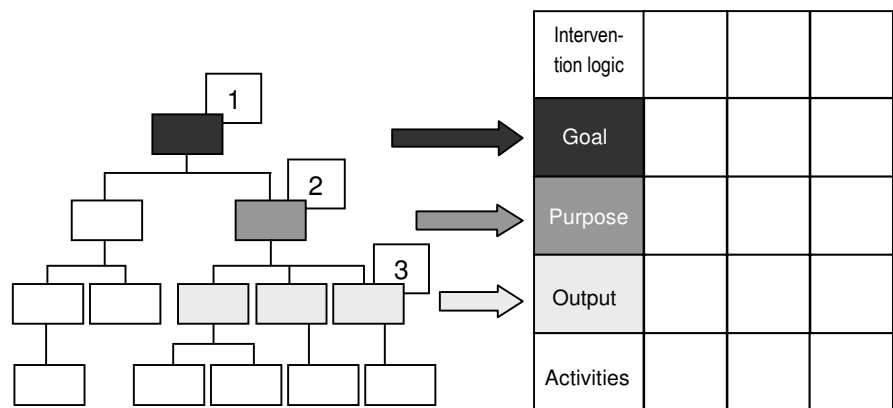 1
2
3
Interven-
tion logic
Goal
Purpose
Output
Activities